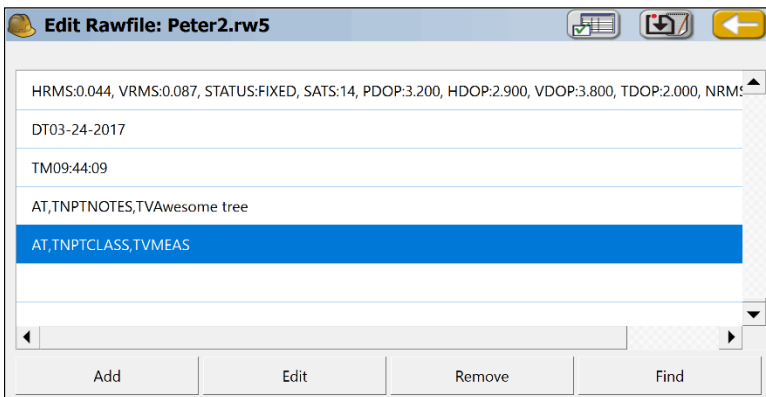 Edit Rawfile: Peter2.rw5
HRMS:0.044, VRMS:0.087, STATUS:FIXED, SATS:14, PDOP:3.200, HDOP:2.900, VDOP:3.800, TDOP:2.000, NRMS
DT03-24-2017
TM09:44:09
AT,TNPTNOTES,TVAwesome tree
AT,TNPTCLASS,TVMEAS
Add Edit Remove Find